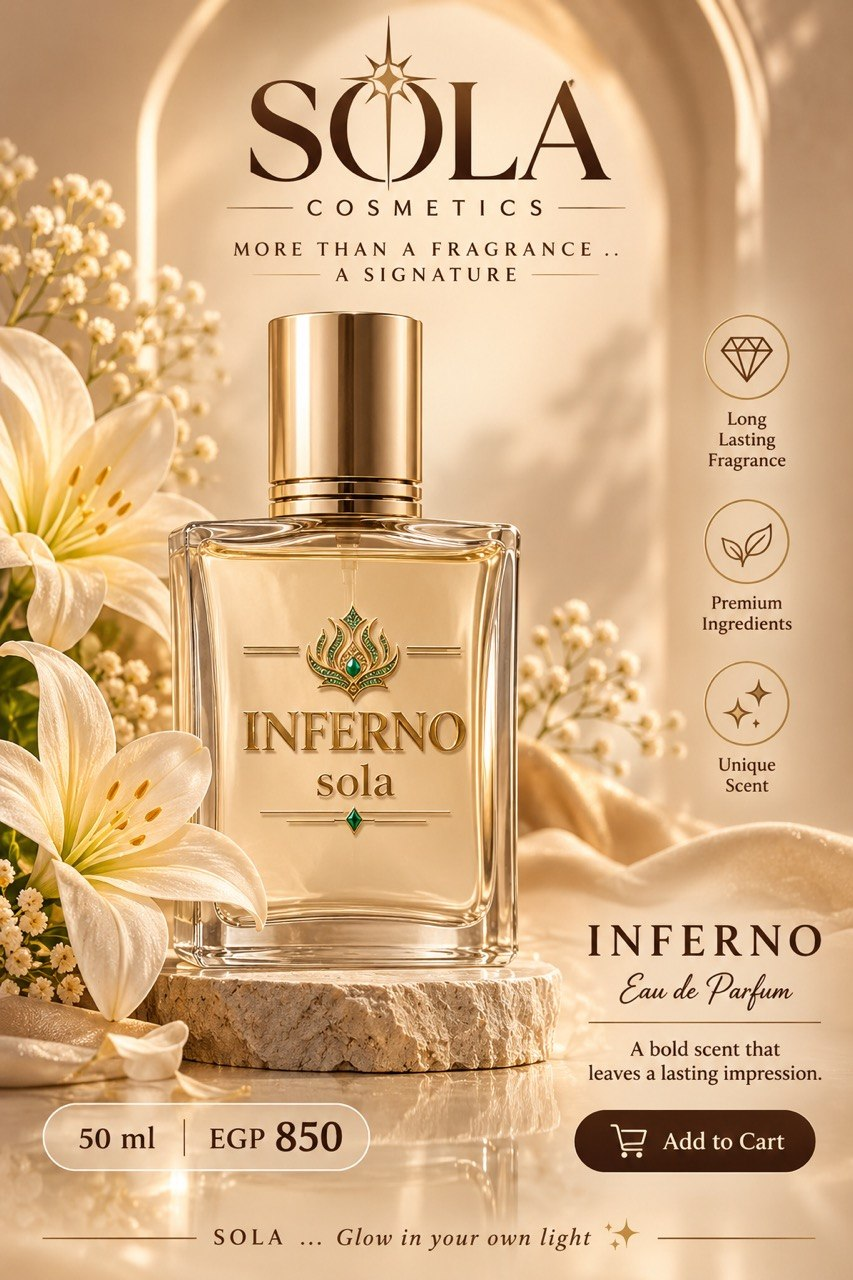 SOLA
COSMETICS
MORE THAN A FRAGRANCE ..
A SIGNATURE
Long
Lasting
Fragrance
Premium
Ingredients
Unique
Scent
INFERNO
sola
INFERNO
Eau de Parfum
A bold scent that
leaves a lasting impression.
50 ml | EGP 850
Add to Cart
SOLA ... Glow in your own light